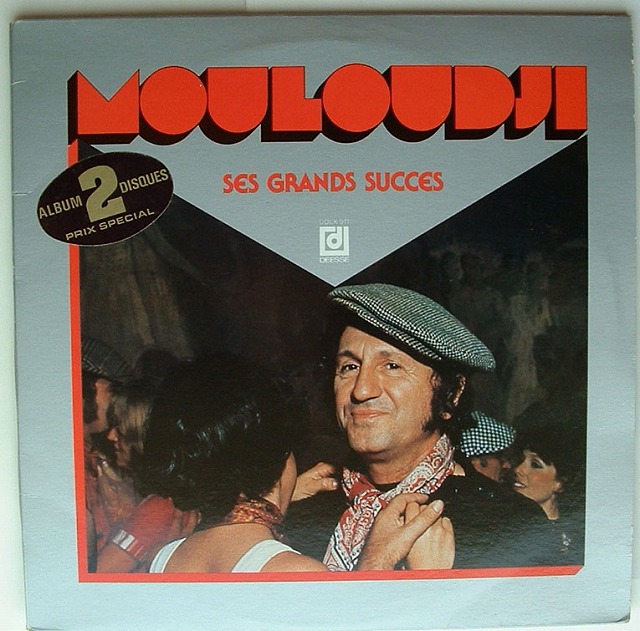 MOULOUDJI
ALBUM 2 DISQUES
PRIX SPECIAL
SES GRANDS SUCCES
DEESSE